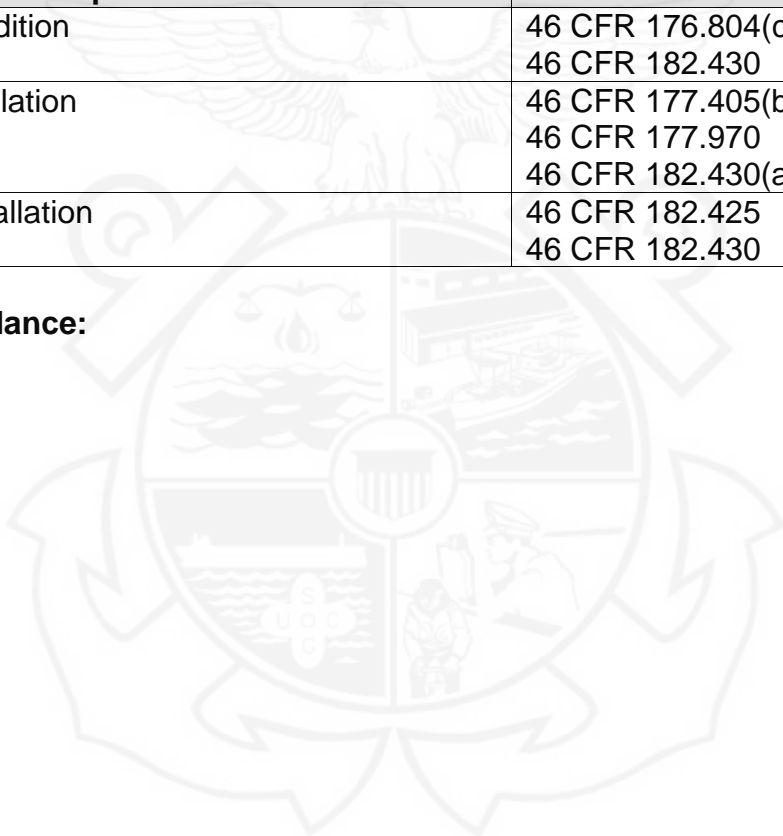 dition 46 CFR 176.804(c
46 CFR 182.430
lation 46 CFR 177.405(b
46 CFR 177.970
46 CFR 182.430(a
allation 46 CFR 182.425
46 CFR 182.430
lance: